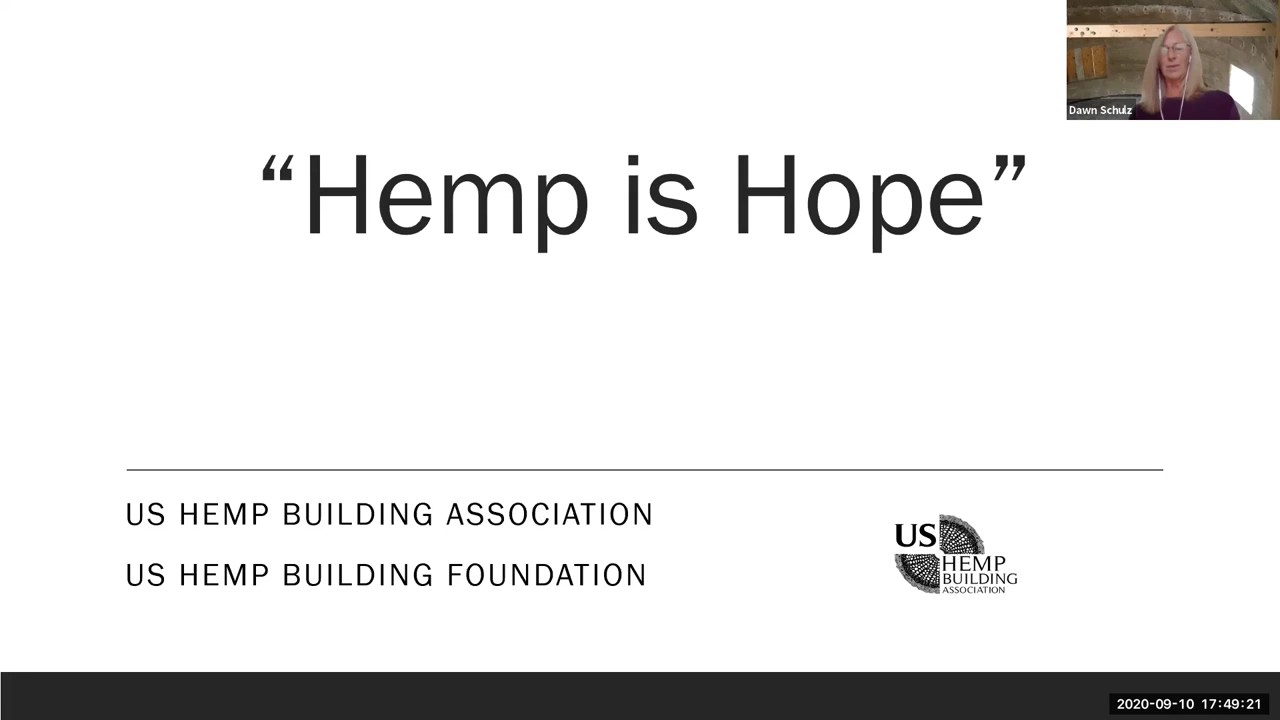 Dawn Schulz
“Hemp is Hope”
US HEMP BUILDING ASSOCIATION
US HEMP BUILDING FOUNDATION
US
HEMP
BUILDING
ASSOCIATION
2020-09-10 17:49:21